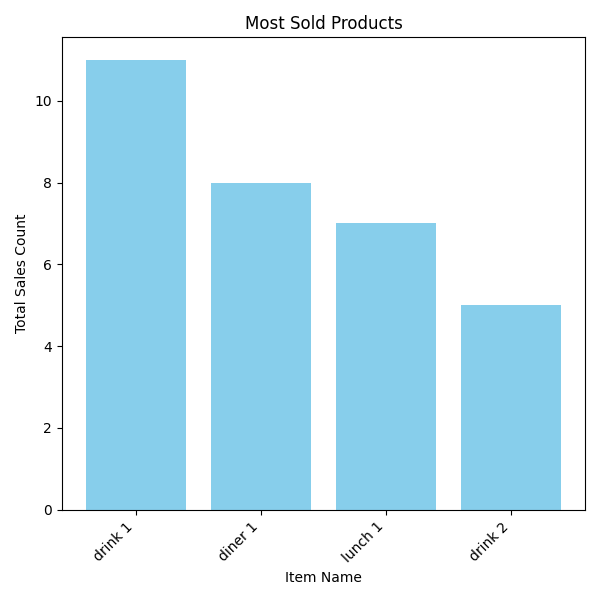 Most Sold Products
Total Sales Count
10
8
6
4
2
0
drink 1
diner 1
lunch 1
drink 2
Item Name